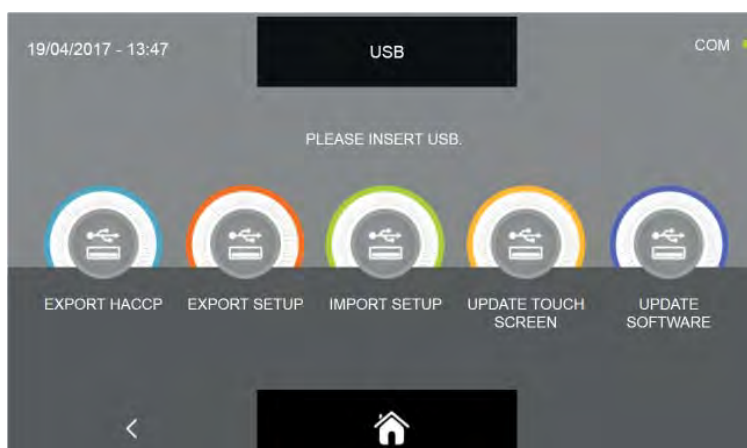 19/04/2017 - 13:47
USB
COM
PLEASE INSERT USB.
EXPORT HACCP
EXPORT SETUP
IMPORT SETUP
UPDATE TOUCH
SCREEN
UPDATE
SOFTWARE